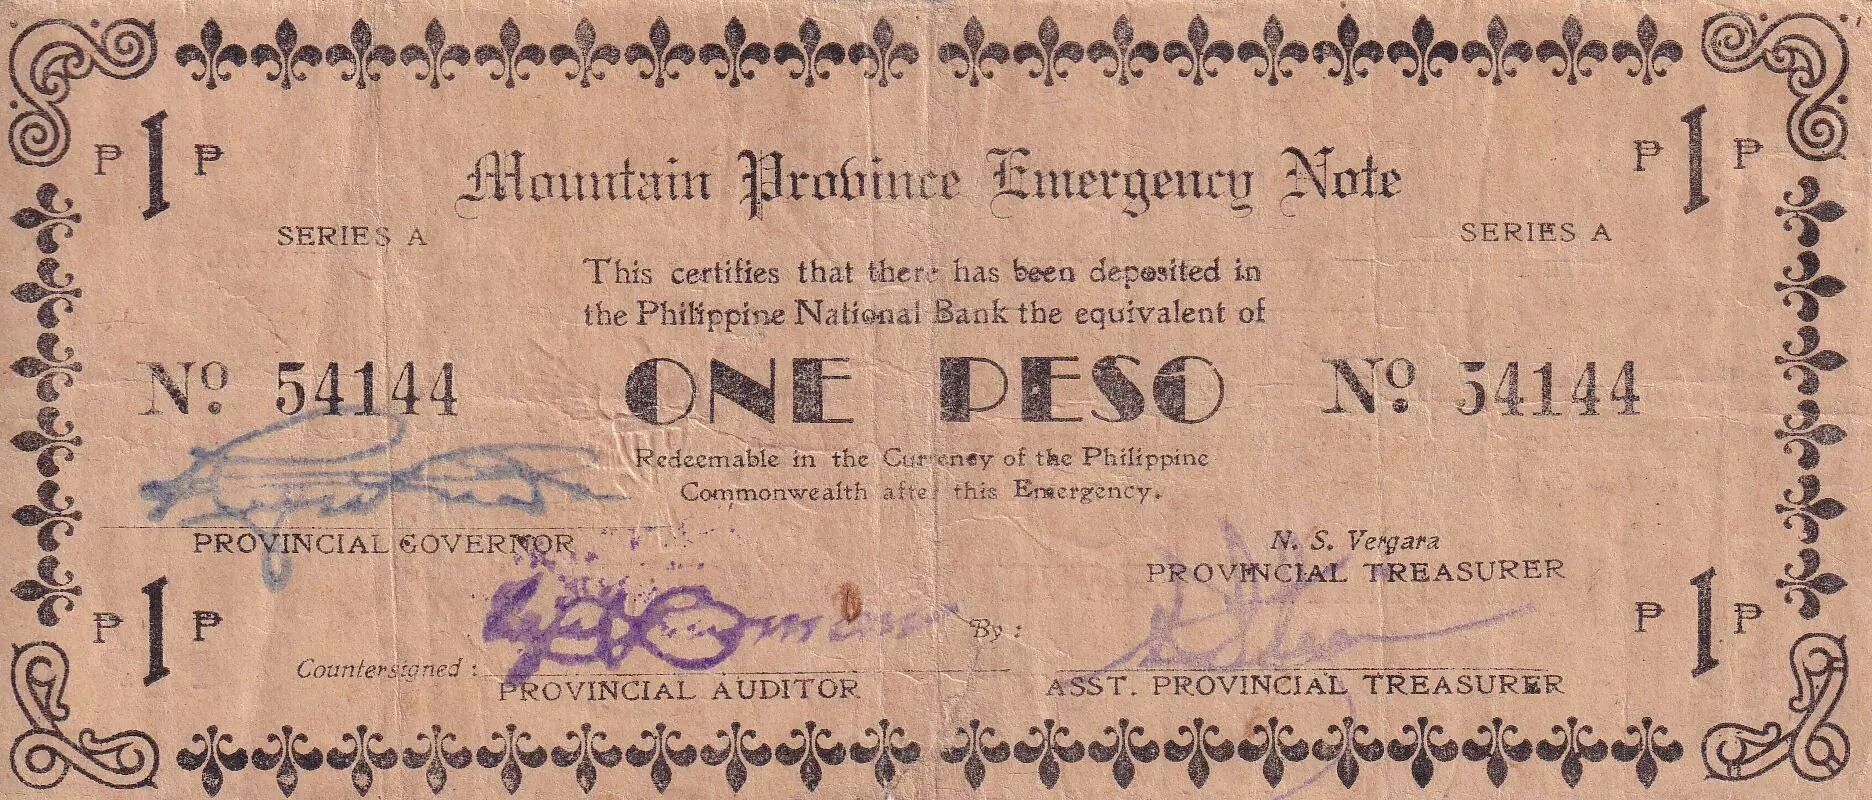 ₱ 1 ₱
₱ 1 ₱
Mountain Province Emergency Note
SERIES A
SERIES A
This certifies that there has been deposited in
the Philippine National Bank the equivalent of
Nº 54144
ONE PESO
Nº 54144
Redeemable in the Currency of the Philippine
Commonwealth after this Emergency.
PROVINCIAL GOVERNOR
N. S. Vergara
PROVINCIAL TREASURER
₱ 1 ₱
₱ 1 ₱
By :
Countersigned :
PROVINCIAL AUDITOR
ASST. PROVINCIAL TREASURER